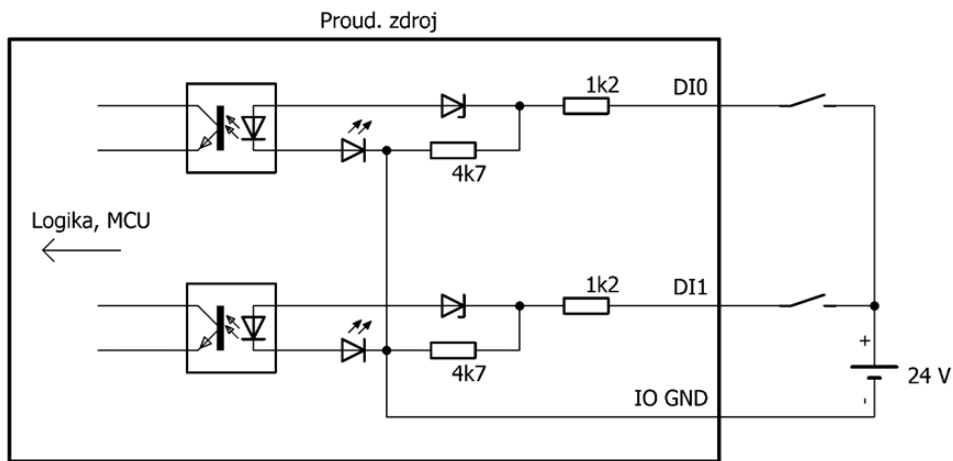 Proud. zdroj
1k2
DI0
4k7
Logika, MCU
1k2
DI1
4k7
+
24 V
IO GND
-